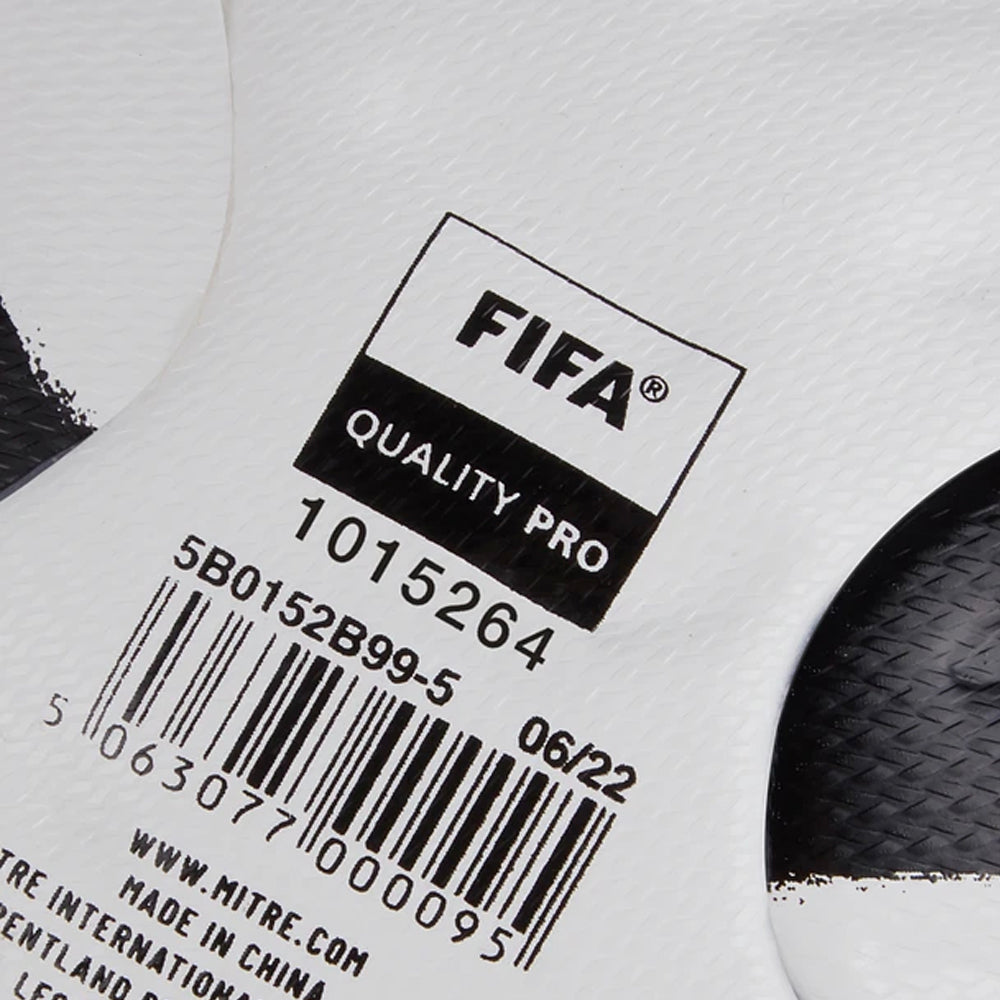 FIFA®
QUALITY PRO
1015264
5B0152B99-5
06/22
5 063077 000095
WWW.MITRE.COM
MADE IN CHINA